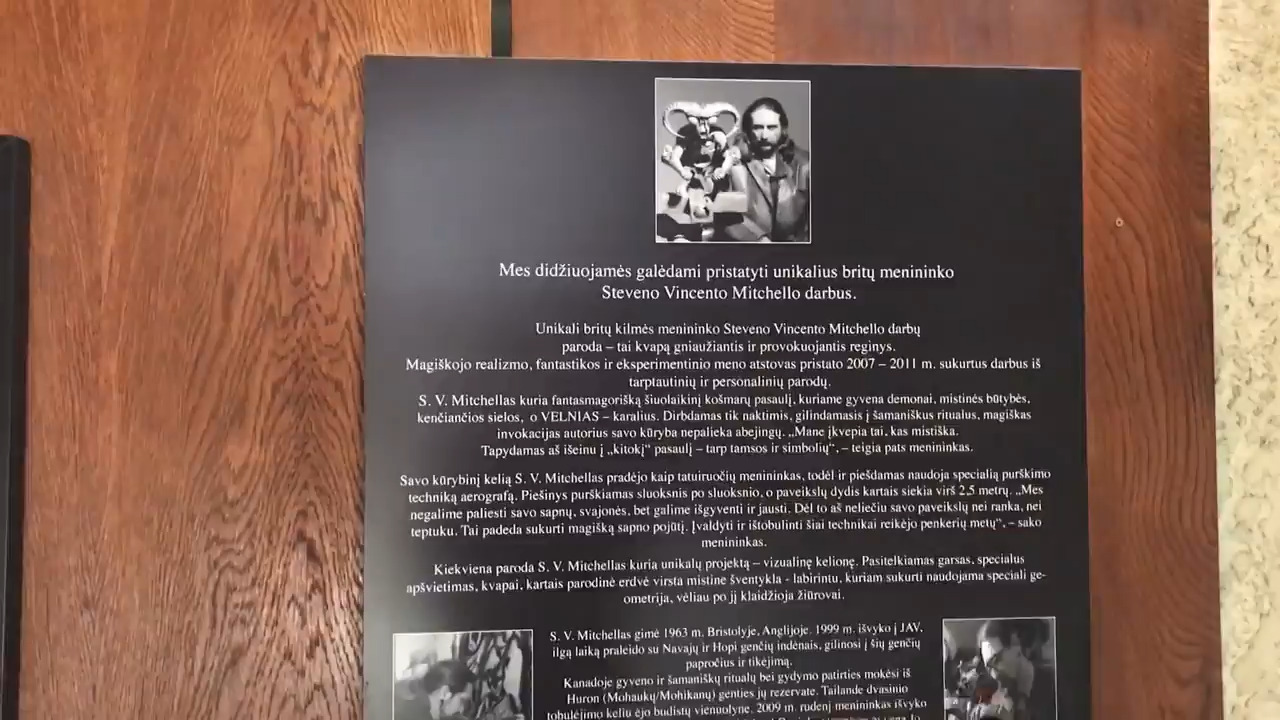 Mes didžiuojamės galėdami pristatyti unikalius britų menininko
Steveno Vincento Mitchello darbus.
Unikali britų kilmės menininko Steveno Vincento Mitchello darbų
paroda – tai kvapą gniaužiantis ir provokuojantis reginys.
Magiškojo realizmo, fantastikos ir eksperimentinio meno atstovas pristato 2007 – 2011 m. sukurtus darbus iš
tarptautinių ir personalinių parodų.
S. V. Mitchellas kuria fantasmagorišką šiuolaikinį košmarų pasaulį, kuriame gyvena demonai, mistinės būtybės,
kenčiančios sielos, o VELNIAS – karalius. Dirbdamas tik naktimis, gilindamasis į šamaniškus ritualus, magiškas
invokacijas autorius savo kūryba nepalieka abejingų. „Mane įkvepia tai, kas mistiška.
Tapydamas aš išeinu į „kitokį“ pasaulį – tarp tamsos ir simbolių“, – teigia pats menininkas.
Savo kūrybinį kelią S. V. Mitchellas pradėjo kaip tatuiruočių menininkas, todėl ir piešdamas naudoja specialią purškimo
techniką aerografą. Piešinys purškiamas sluoksnis po sluoksnio, o paveikslų dydis kartais siekia virš 2,5 metrų. „Mes
negalime paliesti savo sapnų, svajonės, bet galime išgyventi ir jausti. Dėl to aš neliečiu savo paveikslų nei ranka, nei
teptuku. Tai padeda sukurti magišką sapno pojūtį. Įvaldyti ir ištobulinti šiai technikai reikėjo penkerių metų“, – sako
menininkas.
Kiekviena paroda S. V. Mitchellas kuria unikalų projektą – vizualinę kelionę. Pasitelkiamas garsas, specialus
apšvietimas, kvapai, kartais parodinė erdvė virsta mistine šventykla - labirintu, kuriam sukurti naudojama speciali ge-
ometrija, vėliau po jį klaidžioja žiūrovai.
S. V. Mitchellas gimė 1963 m. Bristolyje, Anglijoje. 1999 m. išvyko į JAV,
ilgą laiką praleido su Navajų ir Hopi genčių indėnais, gilinosi į šių genčių
papročius ir tikėjimą.
Kanadoje gyveno ir šamaniškų ritualų bei gydymo patirties mokėsi iš
Huron (Mohaukų/Mohikanų) genties jų rezervate. Tailande dvasinio
tobulėjimo keliu ėjo budistų vienuolyne. 2009 m. rudenį menininkas išvyko